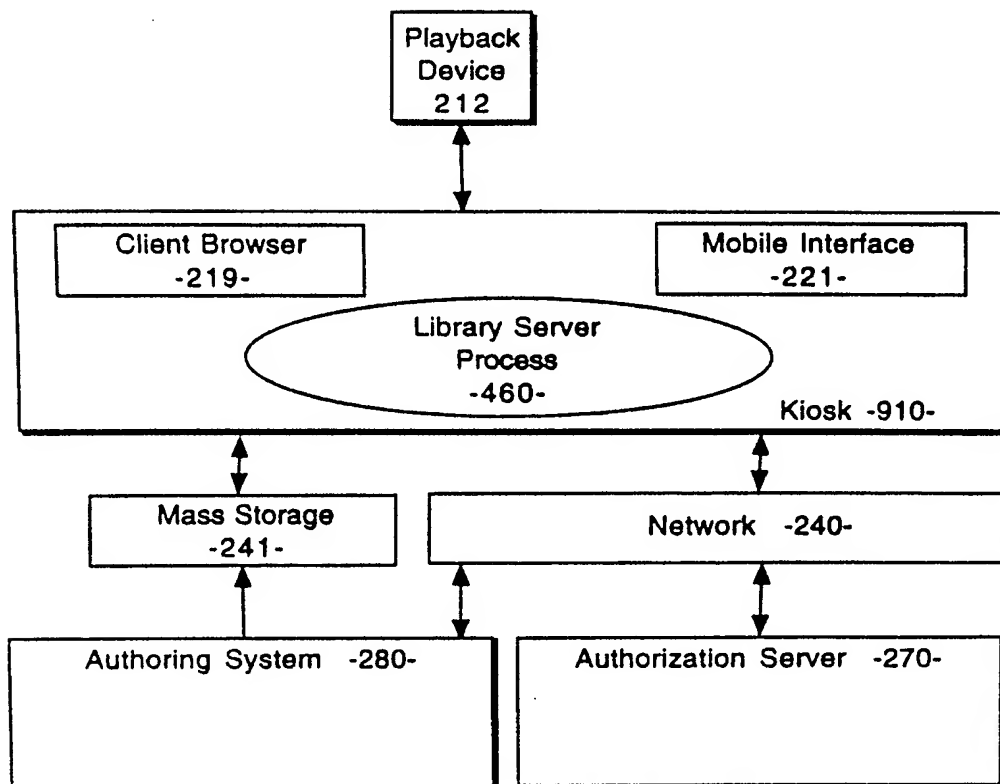 Playback
Device
212
Client Browser
-219-
Mobile Interface
-221-
Library Server
Process
-460-
Kiosk -910-
Mass Storage
-241-
Network -240-
Authoring System -280-
Authorization Server -270-